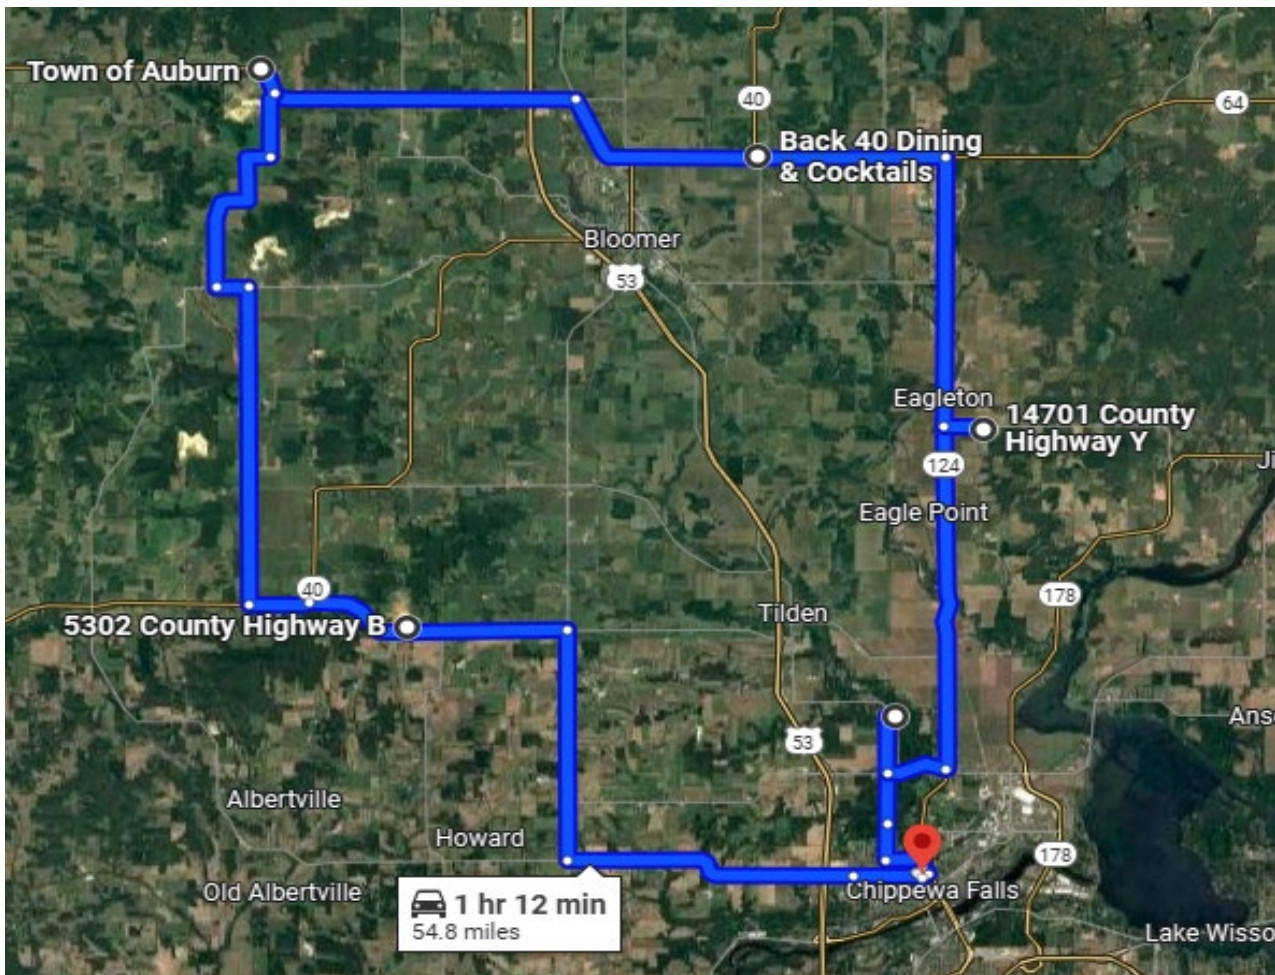 Town of Auburn
40
64
Back 40 Dining
& Cocktails
Bloomer
53
Eagleton
14701 County
Highway Y
124
Eagle Point
40
178
5302 County Highway B
Tilden
53
Albertville
Howard
178
Old Albertville
Chippewa Falls
1 hr 12 min
54.8 miles
Lake Wisso
Ans
Ji